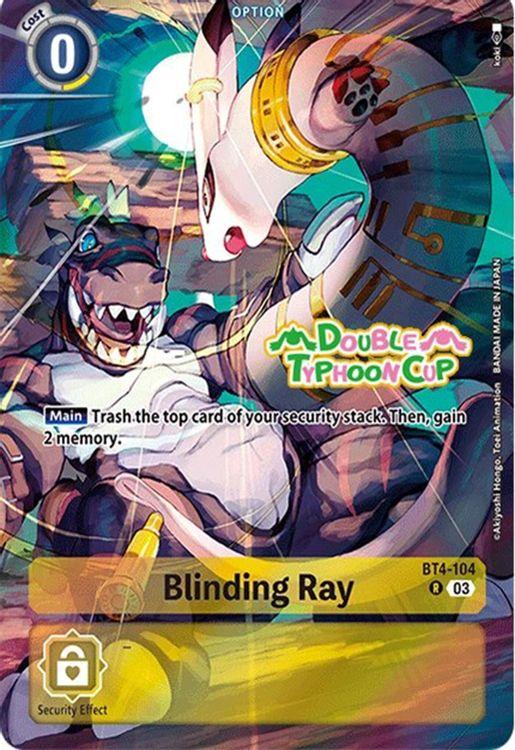 OPTION
Cost
0
koki
DOUBLE
TYPHOON CUP
Main Trash the top card of your security stack. Then, gain
2 memory.
©Akiyoshi Hongo, Toei Animation BANDAI MADE IN JAPAN
BT4-104
Blinding Ray
R 03
-
Security Effect